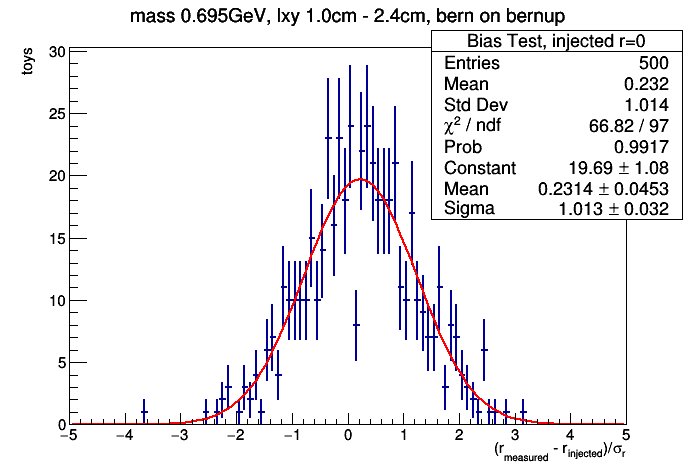 mass 0.695GeV, lxy 1.0cm - 2.4cm, bern on bernup
toys
30
25
20
15
10
5
0
Bias Test, injected r=0
Entries 500
Mean 0.232
Std Dev 1.014
χ² / ndf 66.82 / 97
Prob 0.9917
Constant 19.69 ± 1.08
Mean 0.2314 ± 0.0453
Sigma 1.013 ± 0.032
−5 −4 −3 −2 −1 0 1 2 3 4 5
(r_measured - r_injected)/σ_r